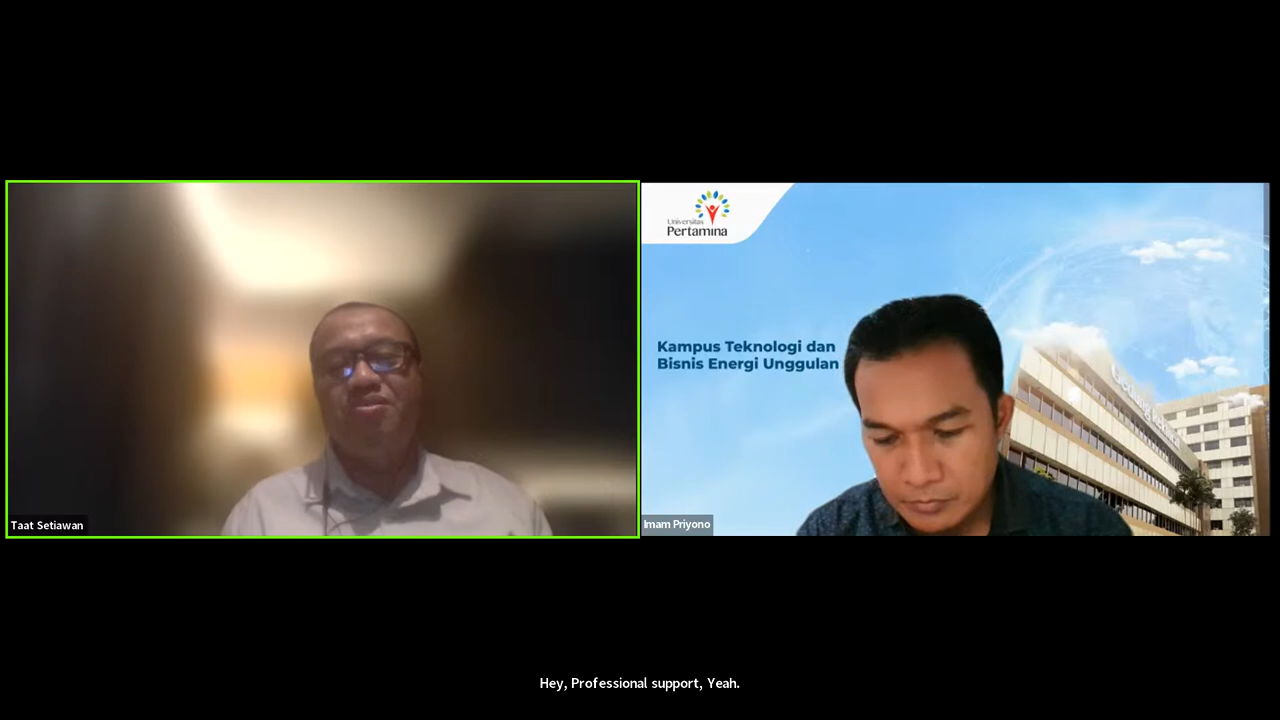 Universitas
Pertamina
Kampus Teknologi dan
Bisnis Energi Unggulan
Taat Setiawan
Imam Priyono
Hey, Professional support, Yeah.